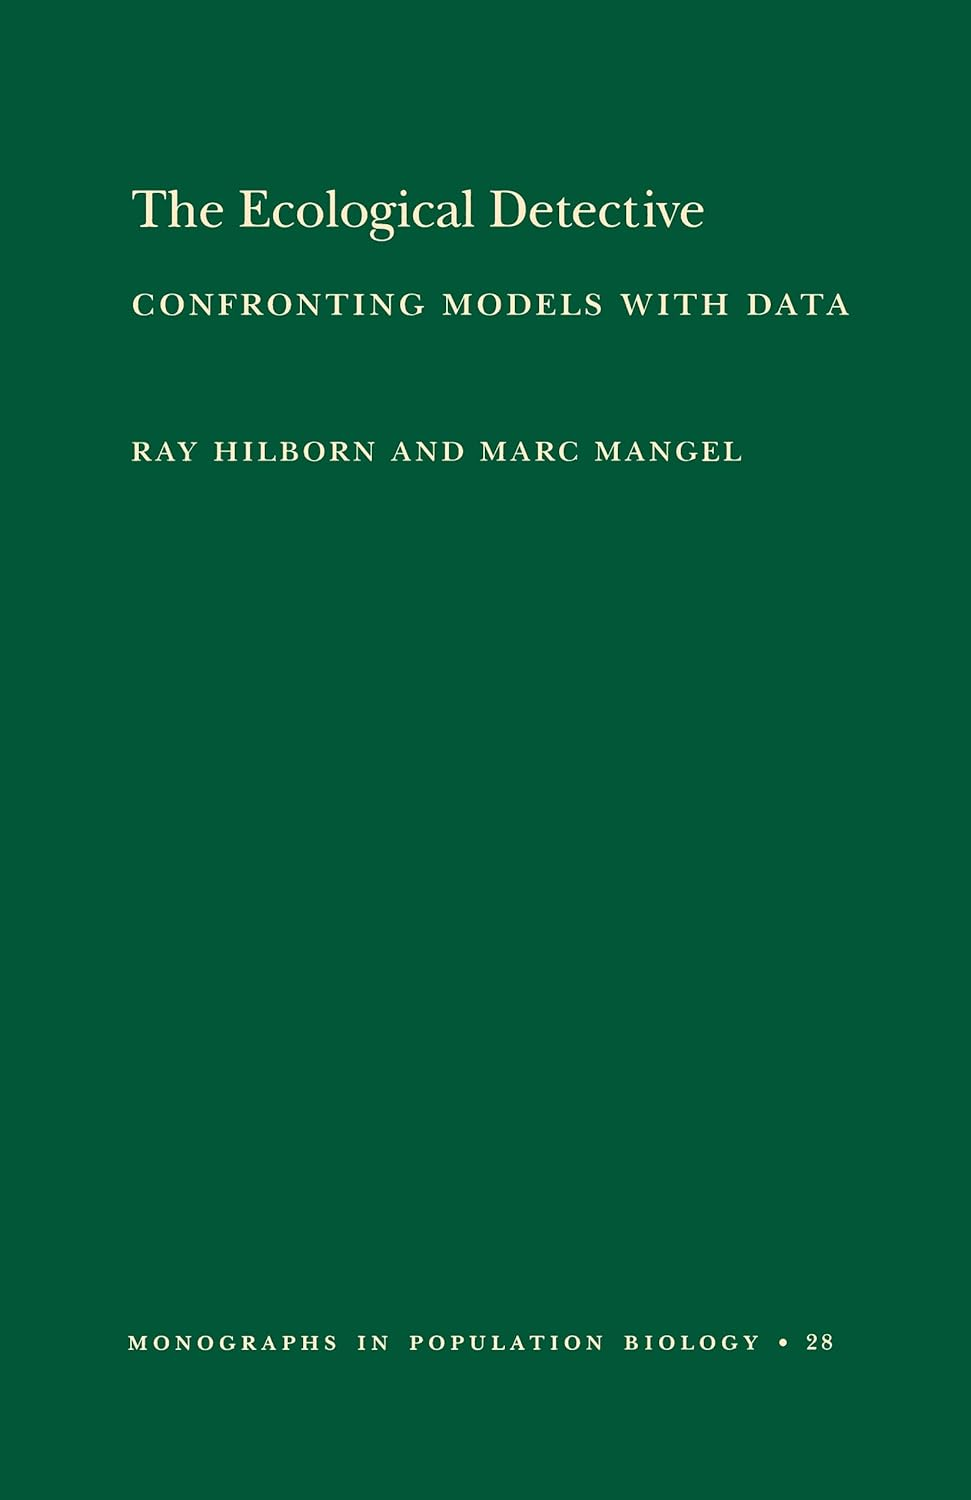 The Ecological Detective
CONFRONTING MODELS WITH DATA
RAY HILBORN AND MARC MANGEL
MONOGRAPHS IN POPULATION BIOLOGY • 28